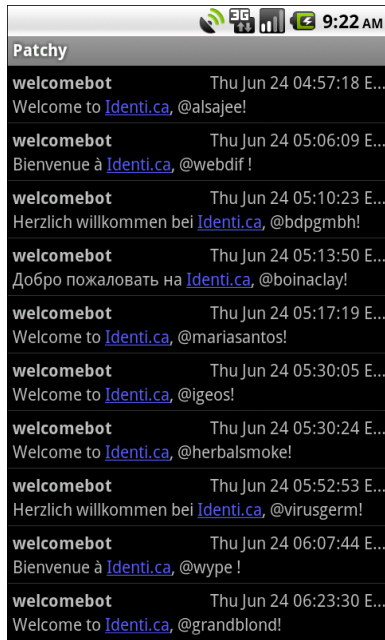 3G
9:22 AM
Patchy
welcomebot Thu Jun 24 04:57:18 E...
Welcome to Identi.ca, @alsajee!
welcomebot Thu Jun 24 05:06:09 E...
Bienvenue à Identi.ca, @webdif !
welcomebot Thu Jun 24 05:10:23 E...
Herzlich willkommen bei Identi.ca, @bdpgmbh!
welcomebot Thu Jun 24 05:13:50 E...
Добро пожаловать на Identi.ca, @boinaclay!
welcomebot Thu Jun 24 05:17:19 E...
Welcome to Identi.ca, @mariasantos!
welcomebot Thu Jun 24 05:30:05 E...
Welcome to Identi.ca, @igeos!
welcomebot Thu Jun 24 05:30:24 E...
Welcome to Identi.ca, @herbalsmoke!
welcomebot Thu Jun 24 05:52:53 E...
Herzlich willkommen bei Identi.ca, @virusgerm!
welcomebot Thu Jun 24 06:07:44 E...
Bienvenue à Identi.ca, @wype !
welcomebot Thu Jun 24 06:23:30 E...
Welcome to Identi.ca, @grandblond!